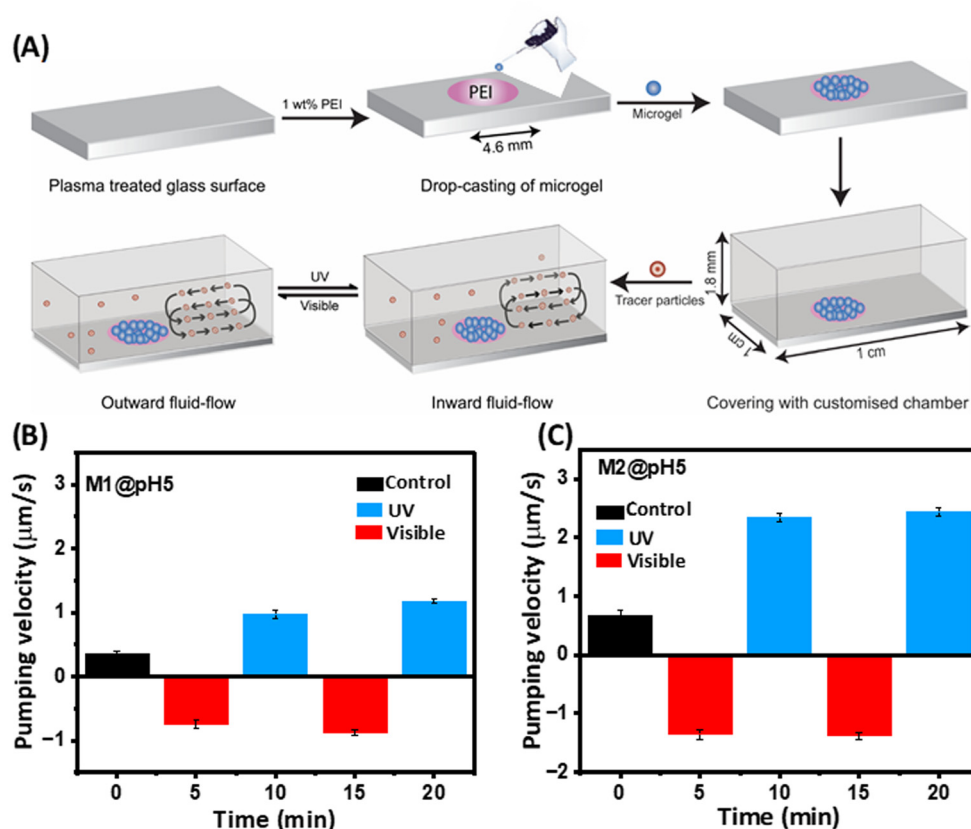 (A)
1 wt% PEI
PEI
4.6 mm
Microgel
Plasma treated glass surface
Drop-casting of microgel
UV
Visible
Tracer particles
1.8 mm
1 cm
1 cm
Outward fluid-flow
Inward fluid-flow
Covering with customised chamber
(B)
M1@pH5
Control
UV
Visible
Pumping velocity (μm/s)
3
2
1
0
−1
0 5 10 15 20
Time (min)
(C)
M2@pH5
Control
UV
Visible
Pumping velocity (μm/s)
3
2
1
0
−1
−2
0 5 10 15 20
Time (min)